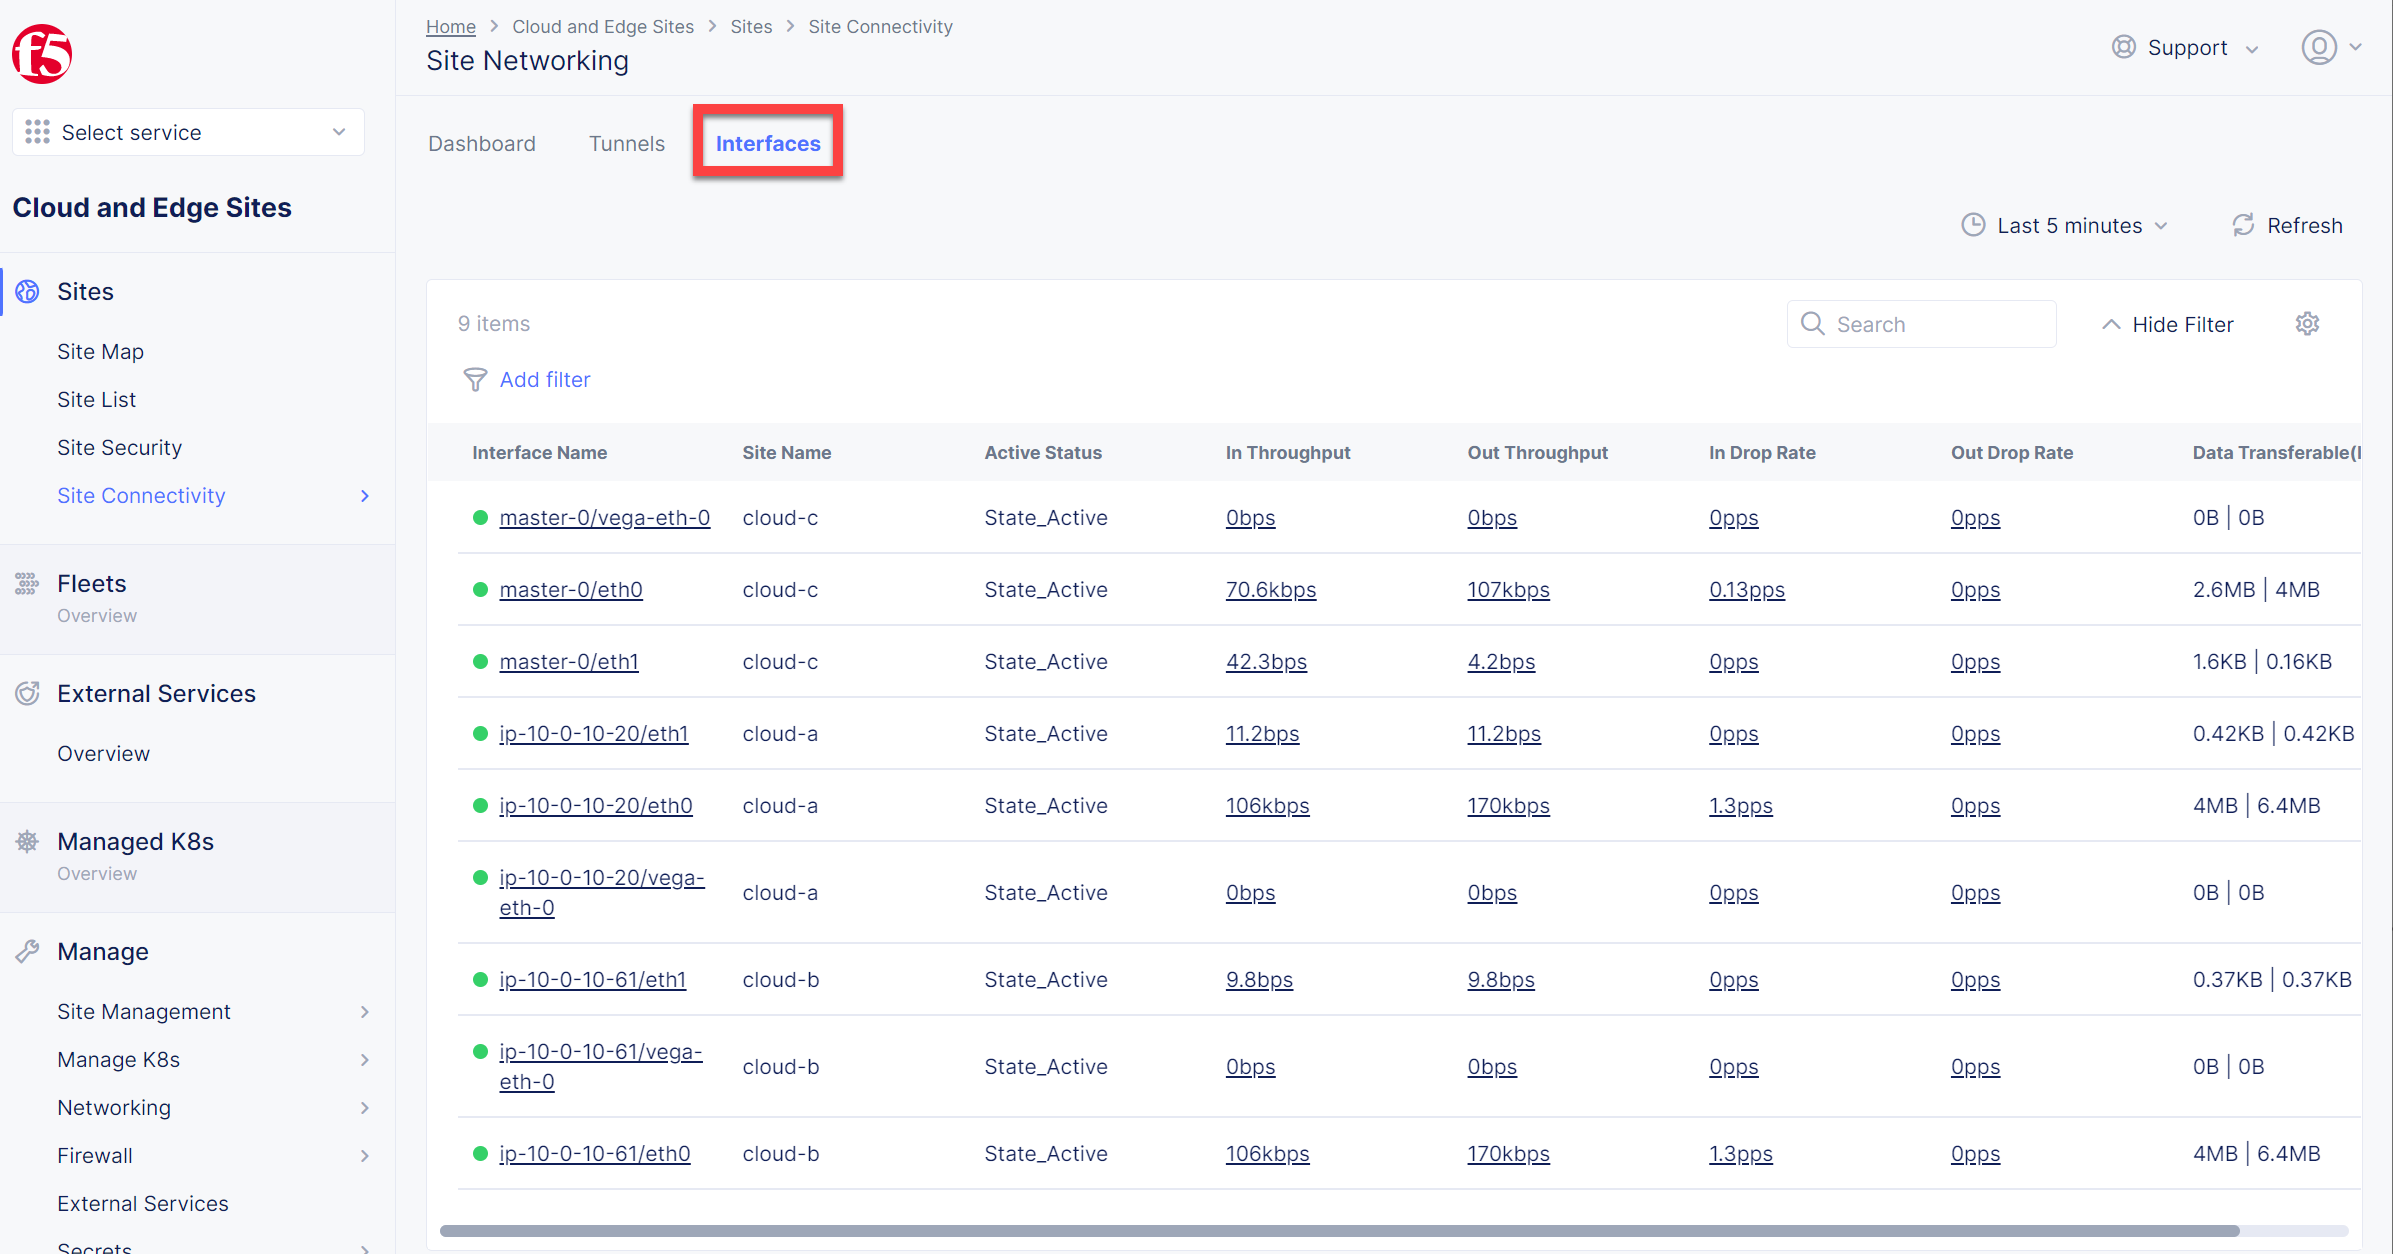 f5
Home > Cloud and Edge Sites > Sites > Site Connectivity
Site Networking
Support
Select service
Cloud and Edge Sites
Sites
Site Map
Site List
Site Security
Site Connectivity
Fleets
Overview
External Services
Overview
Managed K8s
Overview
Manage
Site Management
Manage K8s
Networking
Firewall
External Services
Secrets
Dashboard Tunnels Interfaces
Last 5 minutes Refresh
9 items Search Hide Filter
Add filter
Interface Name Site Name Active Status In Throughput Out Throughput In Drop Rate Out Drop Rate Data Transferable(
master-0/vega-eth-0 cloud-c State_Active 0bps 0bps 0pps 0pps 0B | 0B
master-0/eth0 cloud-c State_Active 70.6kbps 107kbps 0.13pps 0pps 2.6MB | 4MB
master-0/eth1 cloud-c State_Active 42.3bps 4.2bps 0pps 0pps 1.6KB | 0.16KB
ip-10-0-10-20/eth1 cloud-a State_Active 11.2bps 11.2bps 0pps 0pps 0.42KB | 0.42KB
ip-10-0-10-20/eth0 cloud-a State_Active 106kbps 170kbps 1.3pps 0pps 4MB | 6.4MB
ip-10-0-10-20/vega-
eth-0 cloud-a State_Active 0bps 0bps 0pps 0pps 0B | 0B
ip-10-0-10-61/eth1 cloud-b State_Active 9.8bps 9.8bps 0pps 0pps 0.37KB | 0.37KB
ip-10-0-10-61/vega-
eth-0 cloud-b State_Active 0bps 0bps 0pps 0pps 0B | 0B
ip-10-0-10-61/eth0 cloud-b State_Active 106kbps 170kbps 1.3pps 0pps 4MB | 6.4MB